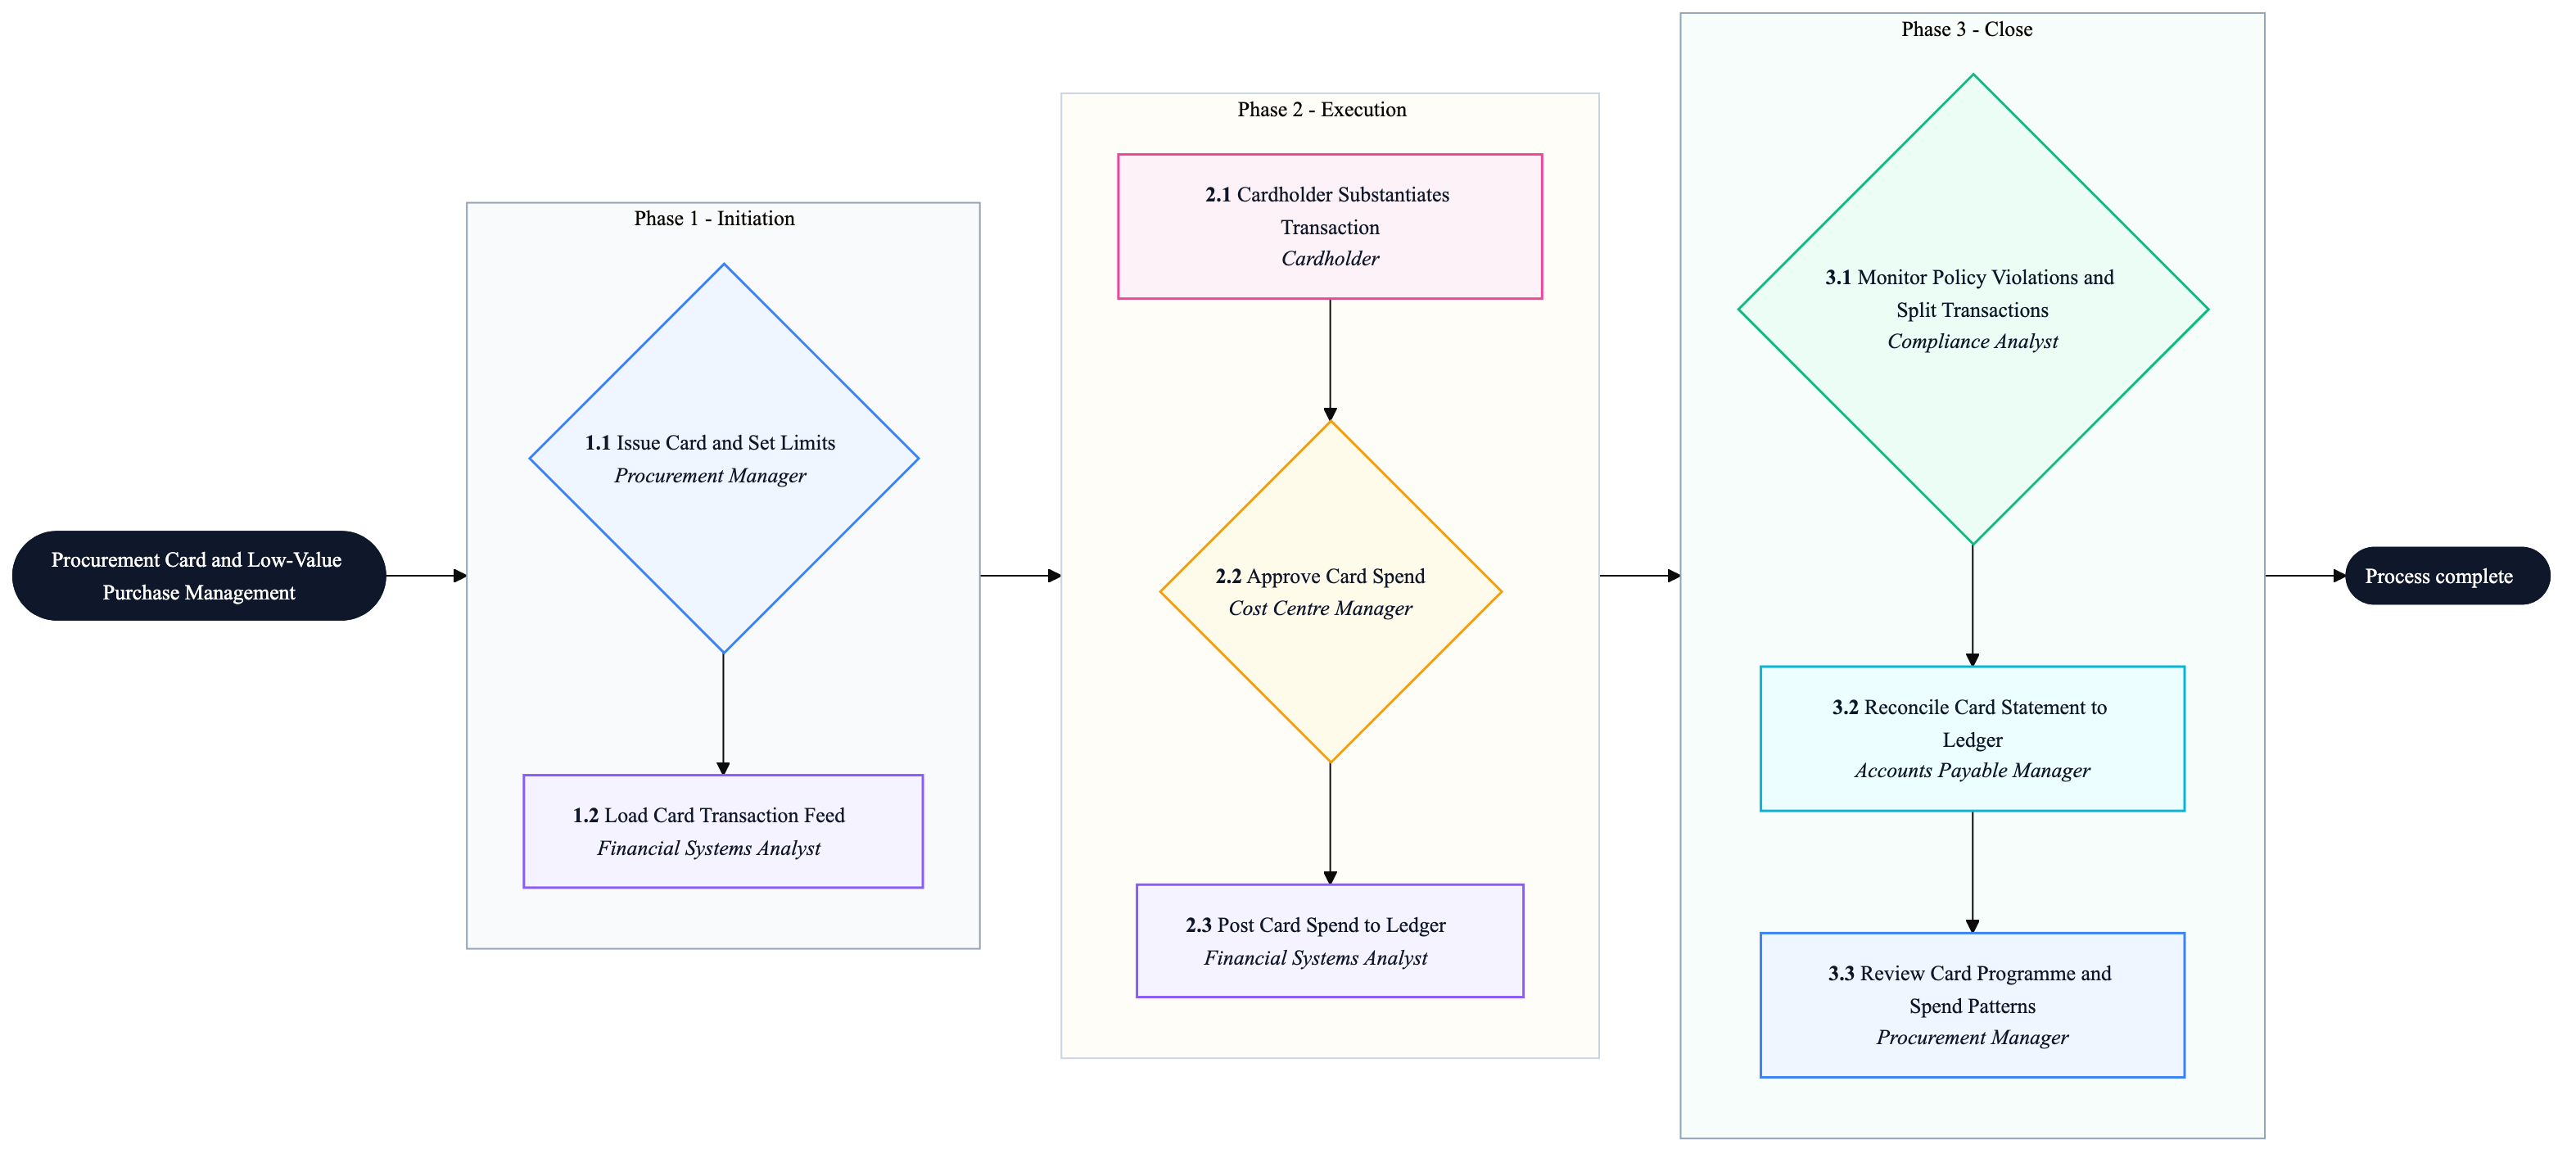 Procurement Card and Low-Value
Purchase Management
Phase 1 - Initiation
1.1 Issue Card and Set Limits
Procurement Manager
1.2 Load Card Transaction Feed
Financial Systems Analyst
Phase 2 - Execution
2.1 Cardholder Substantiates
Transaction
Cardholder
2.2 Approve Card Spend
Cost Centre Manager
2.3 Post Card Spend to Ledger
Financial Systems Analyst
Phase 3 - Close
3.1 Monitor Policy Violations and
Split Transactions
Compliance Analyst
3.2 Reconcile Card Statement to
Ledger
Accounts Payable Manager
3.3 Review Card Programme and
Spend Patterns
Procurement Manager
Process complete